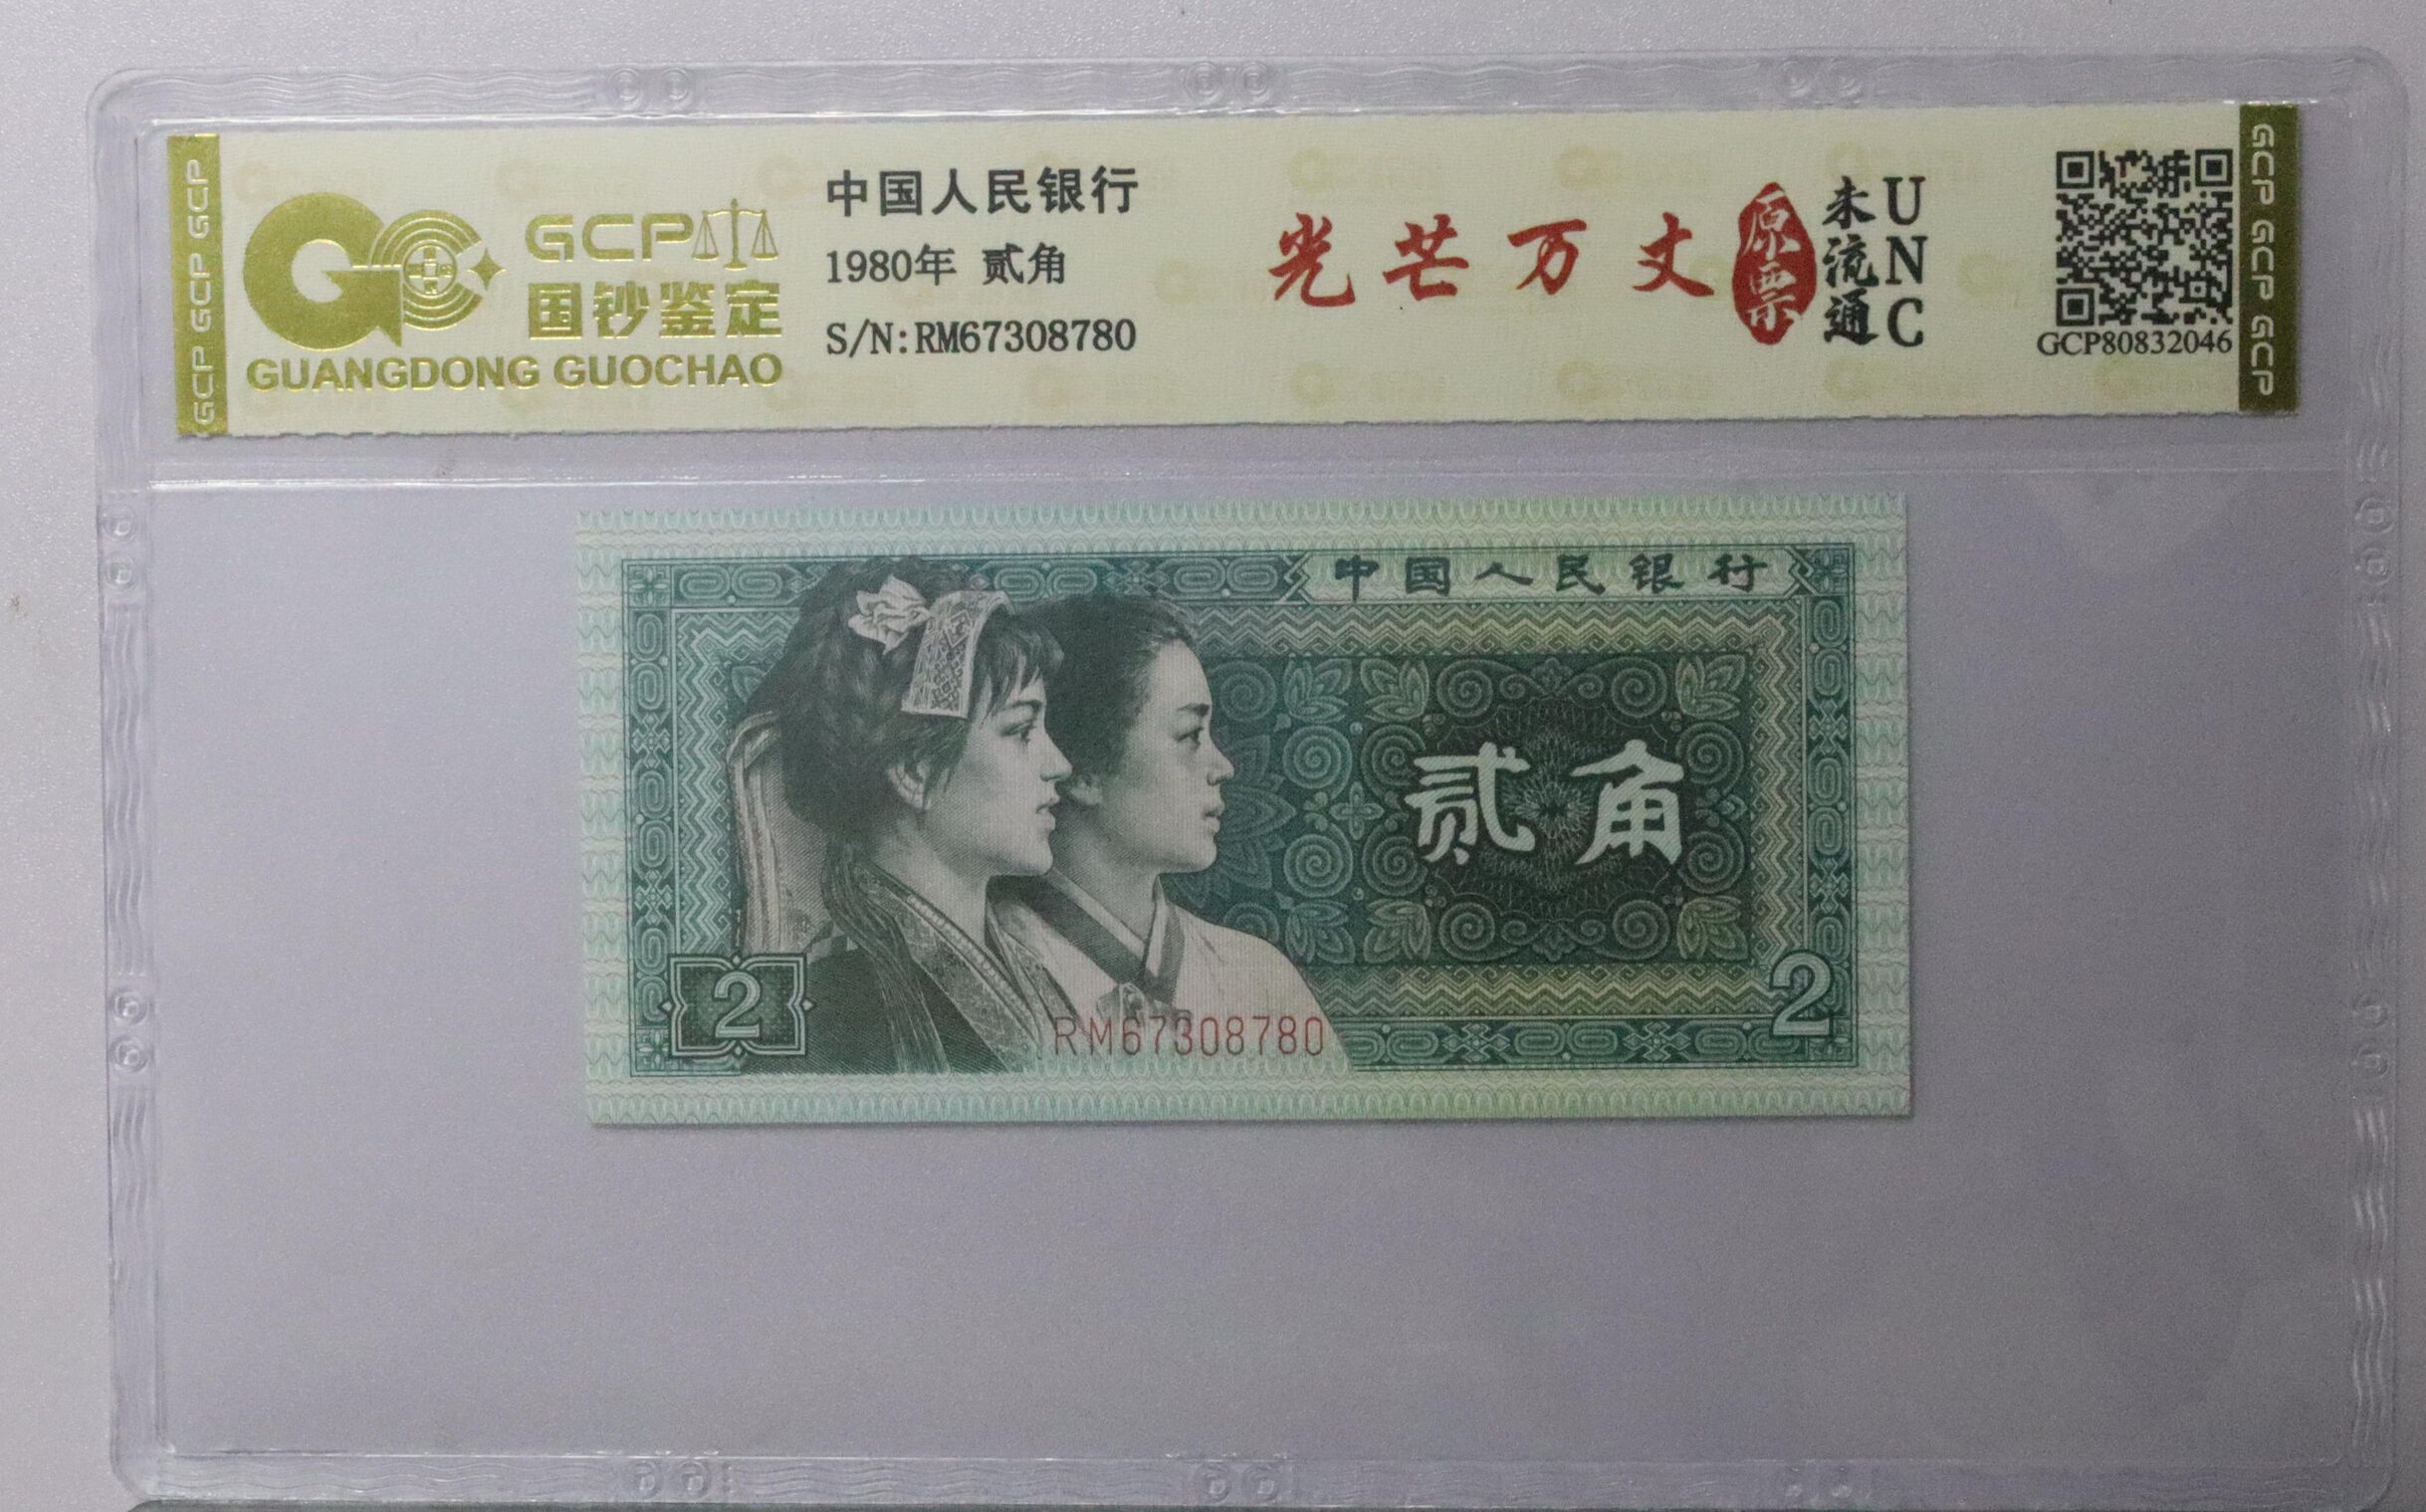 GCP GCP GCP
GCP
国钞鉴定
GUANGDONG GUOCHAO
中国人民银行
1980年 贰角
S/N:RM67308780
光芒万丈
原票
未流通
UNC
GCP80832046
GCP GCP GCP
中国人民银行
贰角
2
2
RM67308780